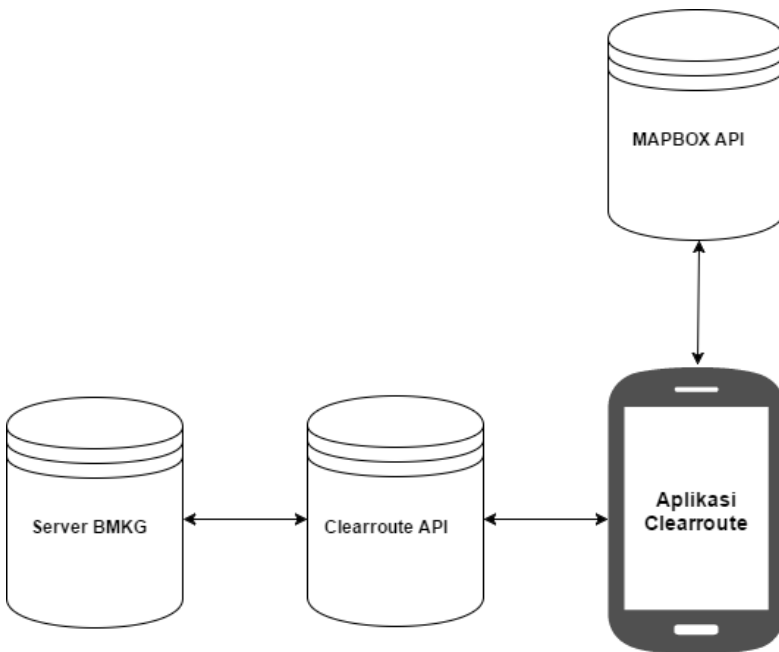 MAPBOX API
Server BMKG
Clearroute API
Aplikasi
Clearroute